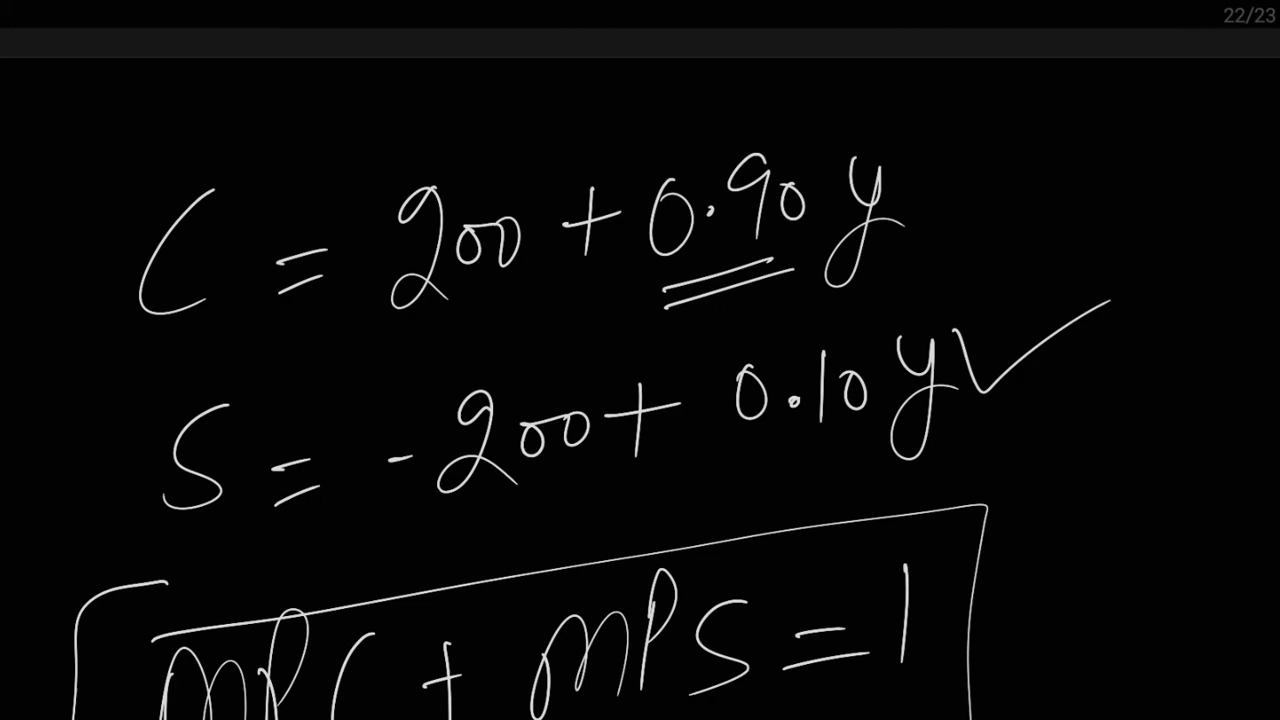 22/23
C = 200 + 0.90 y
S = -200 + 0.10 y ✓
MPC + MPS = 1